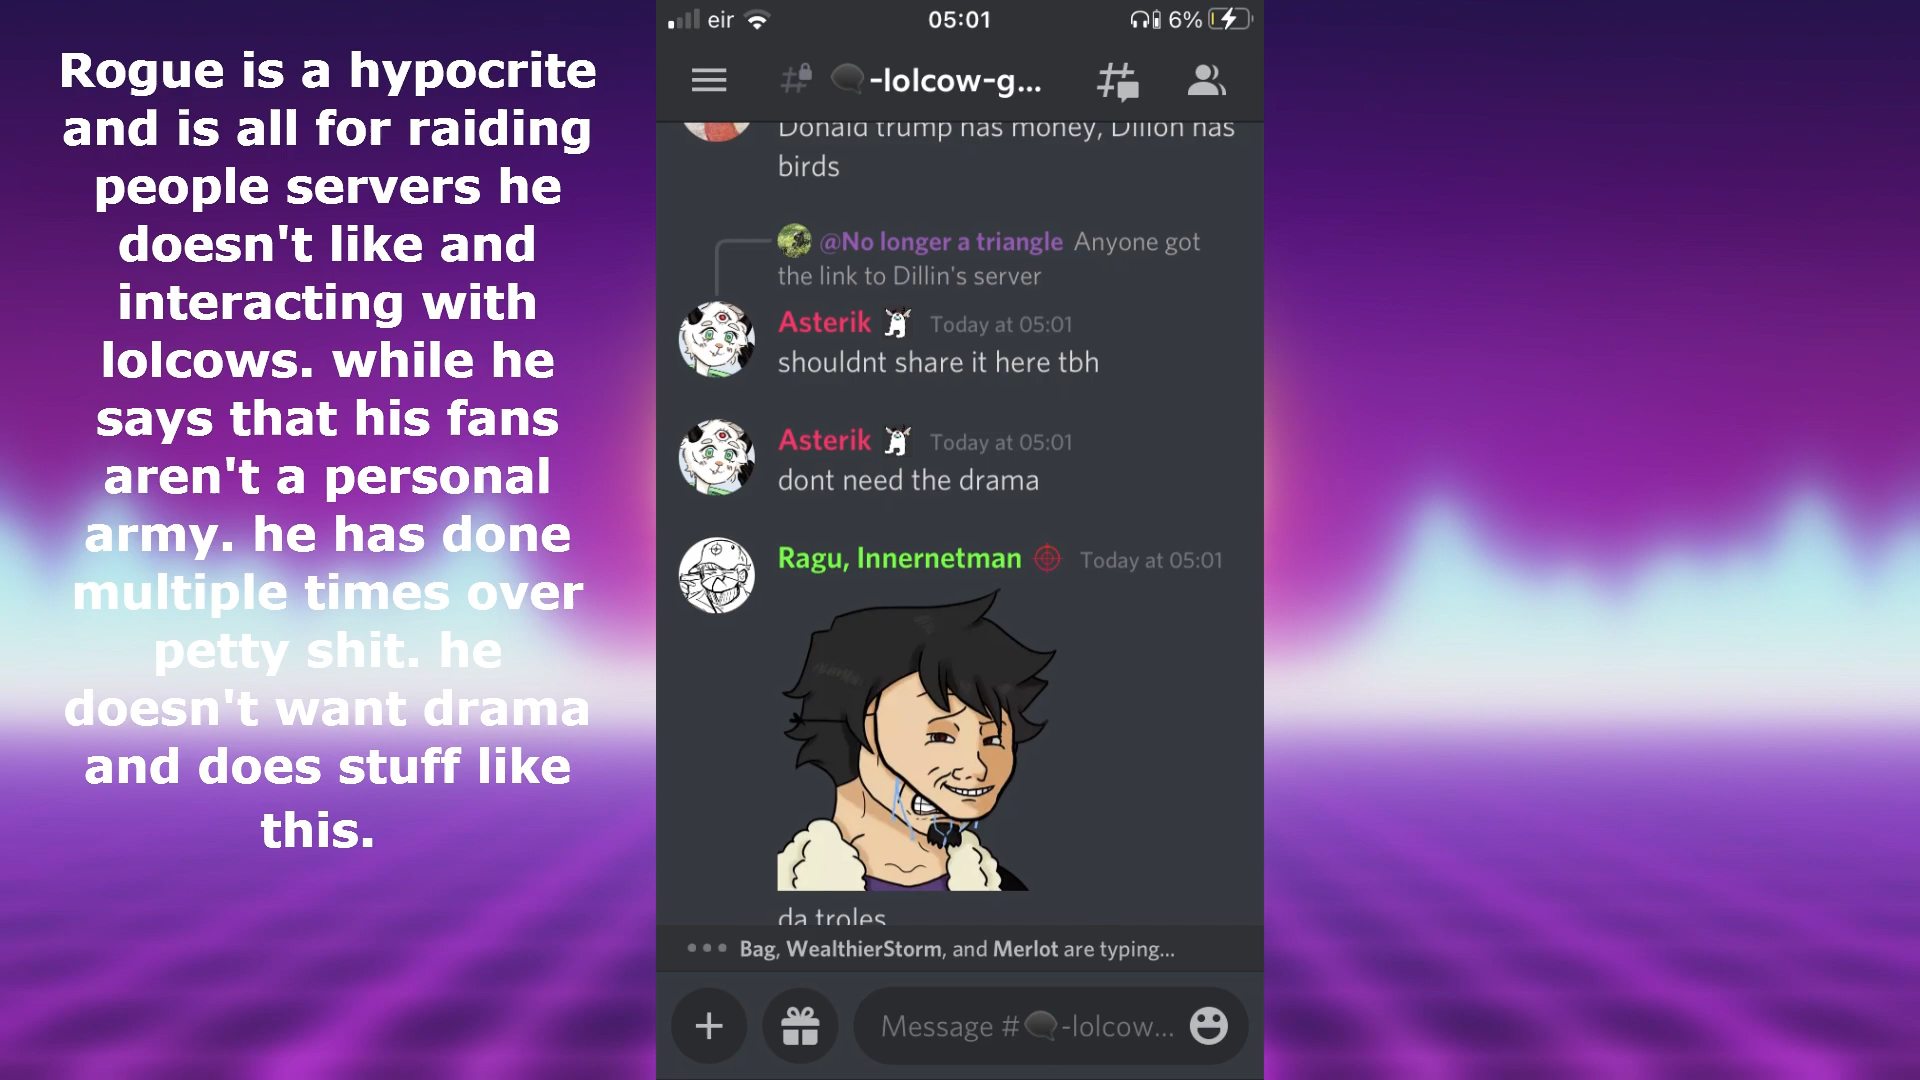 Rogue is a hypocrite
and is all for raiding
people servers he
doesn't like and
interacting with
lolcows. while he
says that his fans
aren't a personal
army. he has done
multiple times over
petty shit. he
doesn't want drama
and does stuff like
this.
eir 05:01 6%
# -lolcow-g...
Donald trump has money, Dillon has
birds
@No longer a triangle Anyone got
the link to Dillin's server
Asterik Today at 05:01
shouldnt share it here tbh
Asterik Today at 05:01
dont need the drama
Ragu, Innernetman Today at 05:01
da troles
Bag, WealthierStorm, and Merlot are typing...
Message # -lolcow...